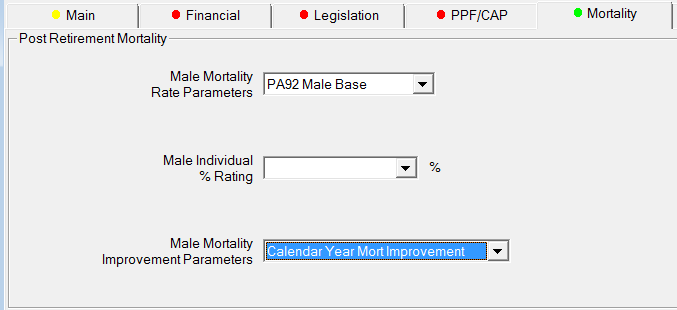 Main Financial Legislation PPF/CAP Mortality
Post Retirement Mortality
Male Mortality
Rate Parameters
PA92 Male Base
Male Individual
% Rating
%
Male Mortality
Improvement Parameters
Calendar Year Mort Improvement